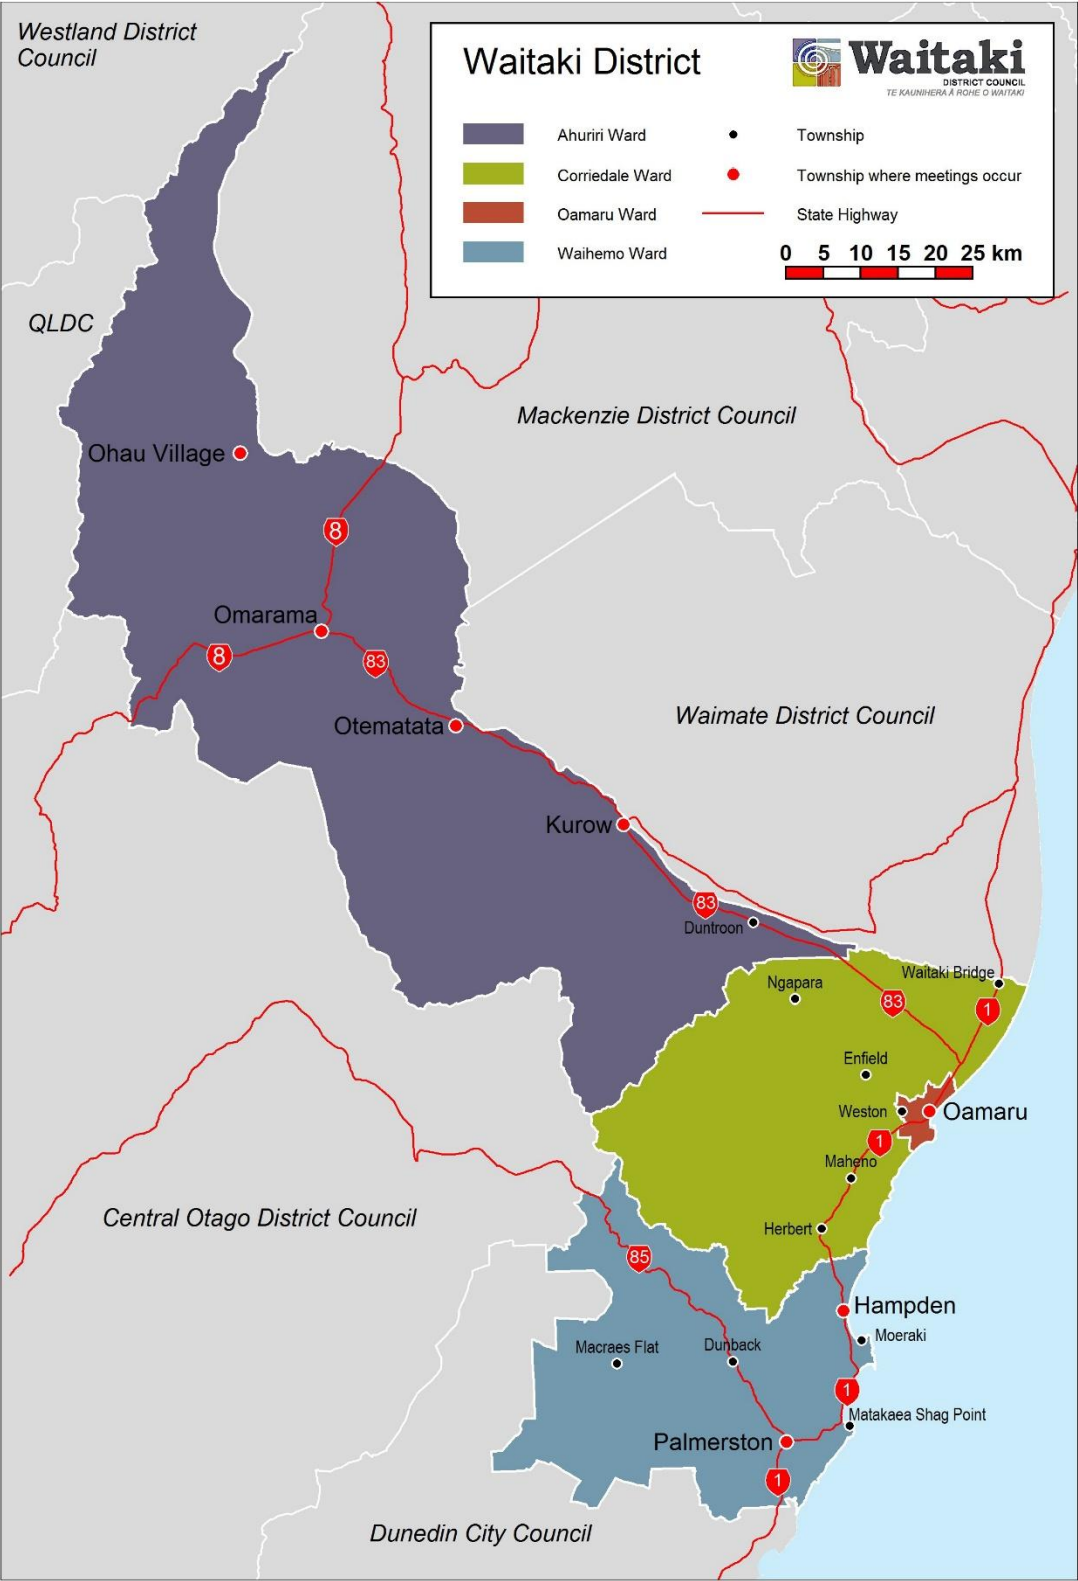 Westland District
Council
Waitaki District
Waitaki
DISTRICT COUNCIL
TE KAUNIHERA Ā ROHE O WAITAKI
Ahuriri Ward
Township
Corriedale Ward
Township where meetings occur
Oamaru Ward
State Highway
Waihemo Ward
0 5 10 15 20 25 km
QLDC
Mackenzie District Council
Ohau Village
8
Omarama
8
83
Waimate District Council
Otematata
Kurow
83
Duntroon
Waitaki Bridge
Ngapara
83
1
Enfield
Weston
Oamaru
1
Maheno
Central Otago District Council
Herbert
85
Hampden
Moeraki
Macraes Flat
Dunback
1
Matakaea Shag Point
Palmerston
1
Dunedin City Council